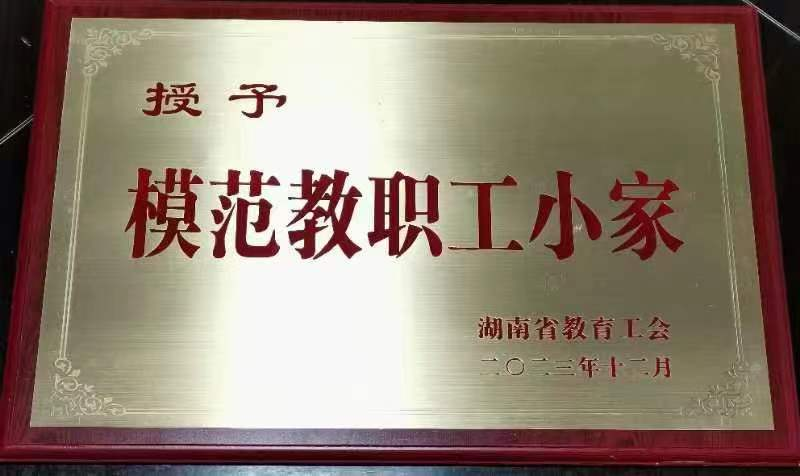 授予
模范教职工小家
湖南省教育工会
二〇二三年十二月